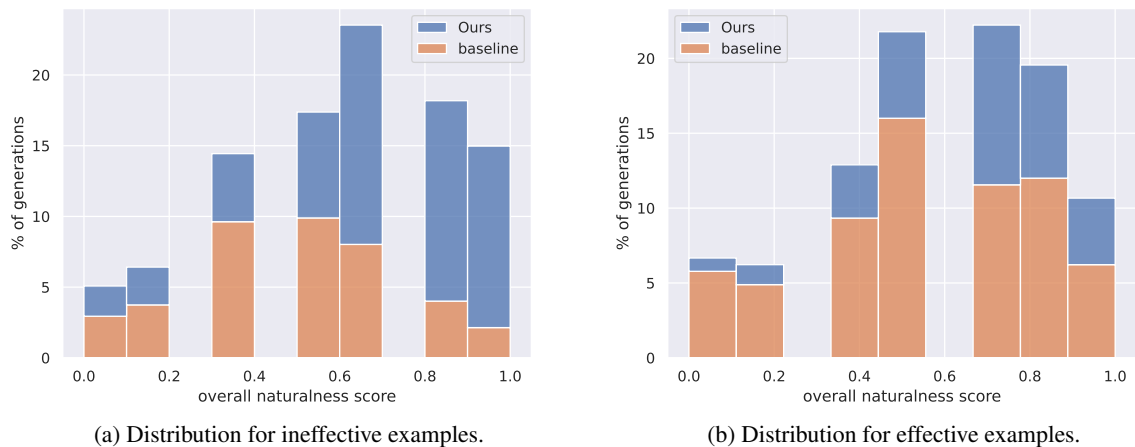 Ours
baseline
% of generations
20
15
10
5
0
0.0 0.2 0.4 0.6 0.8 1.0
overall naturalness score
(a) Distribution for ineffective examples.
Ours
baseline
% of generations
20
15
10
5
0
0.0 0.2 0.4 0.6 0.8 1.0
overall naturalness score
(b) Distribution for effective examples.